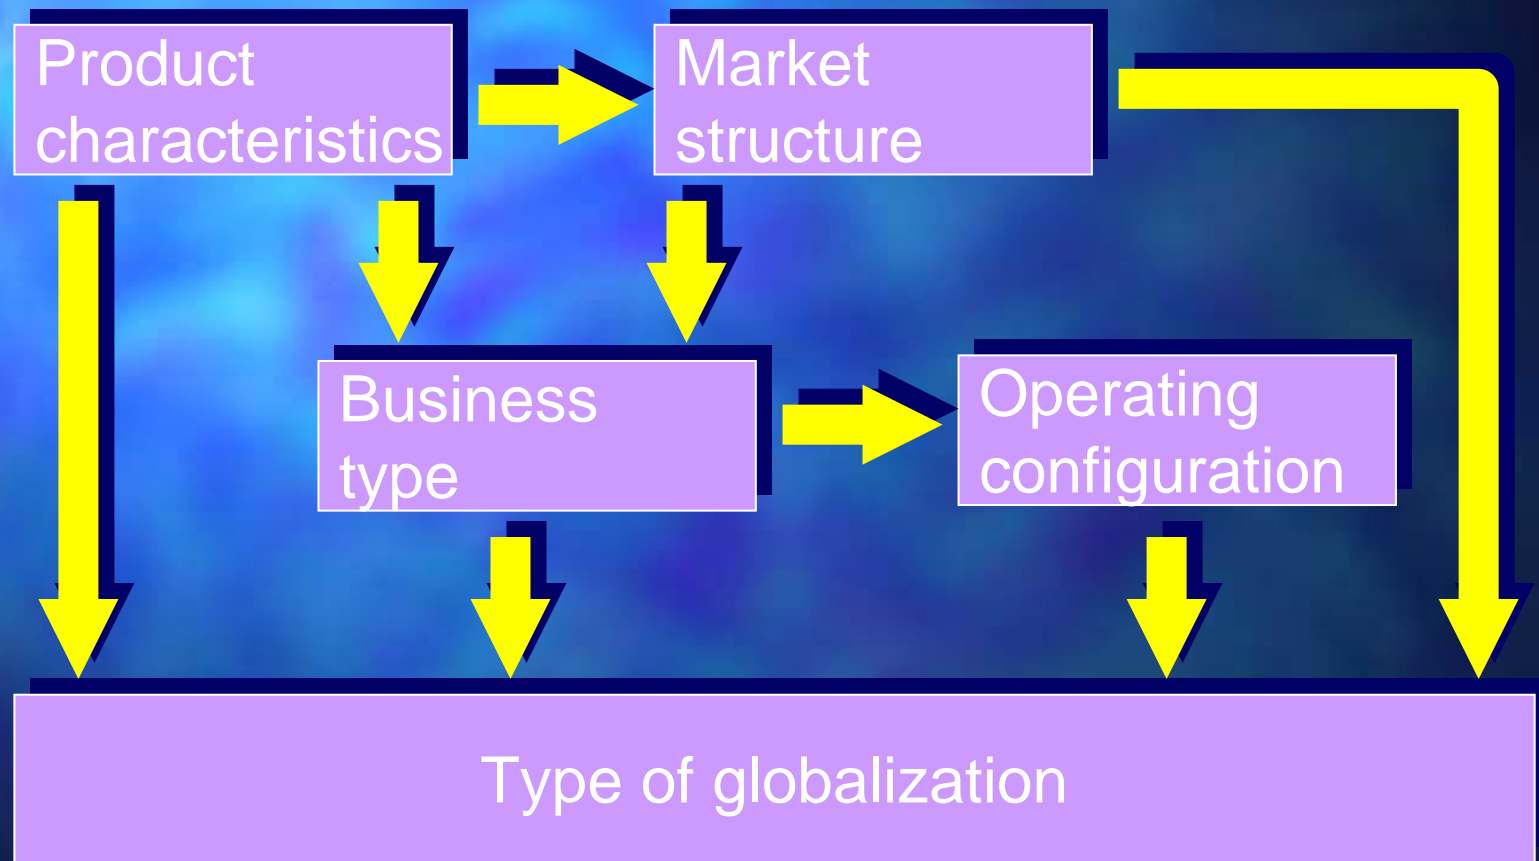 Product
characteristics
Market
structure
Business
type
Operating
configuration
Type of globalization